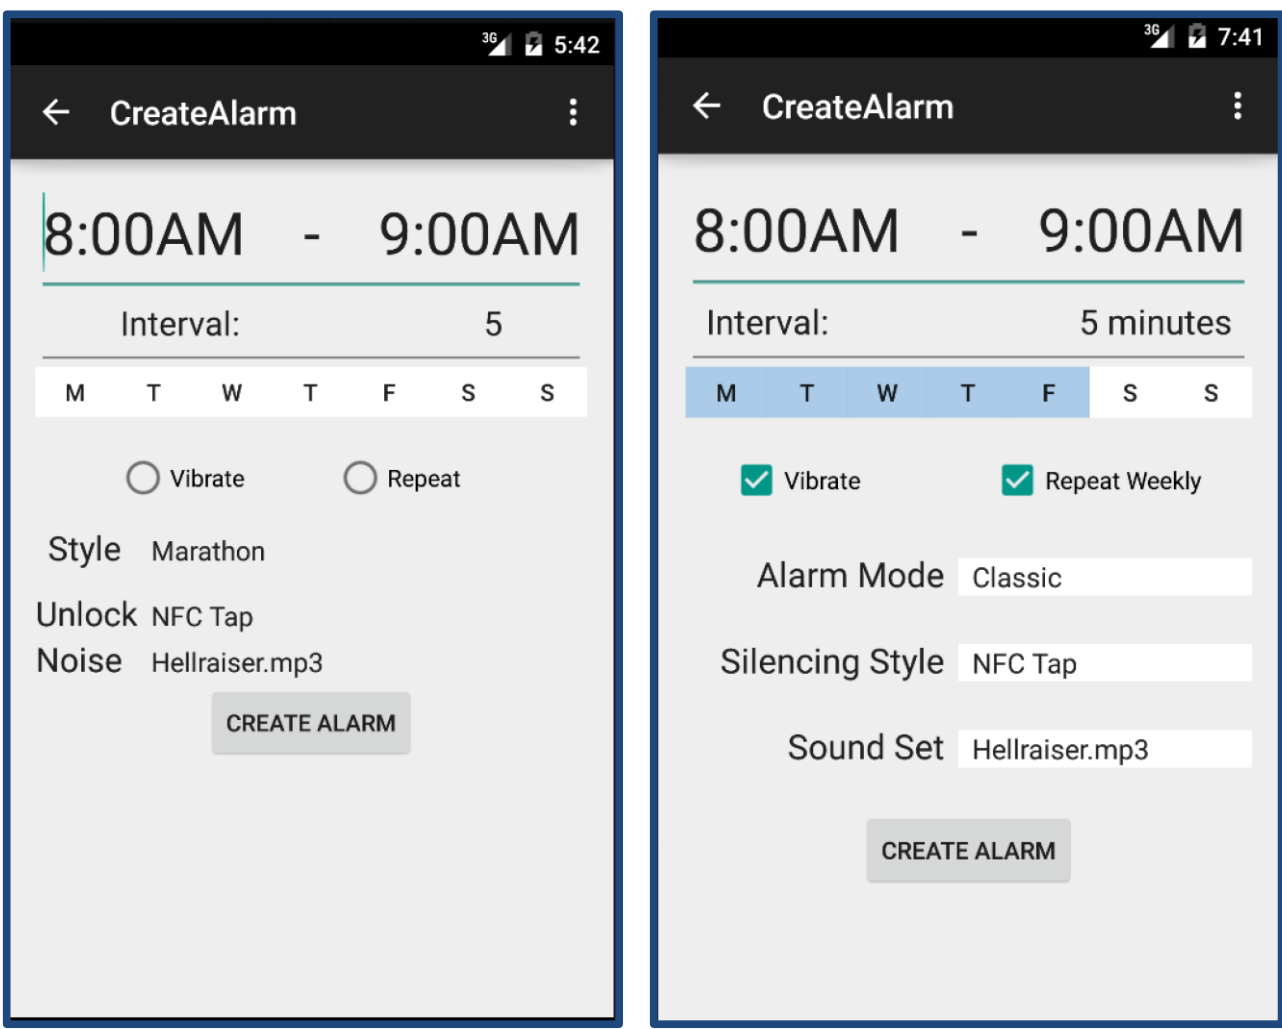 3G 5:42
CreateAlarm
8:00AM - 9:00AM
Interval: 5
M T W T F S S
Vibrate Repeat
Style Marathon
Unlock NFC Tap
Noise Hellraiser.mp3
CREATE ALARM
3G 7:41
CreateAlarm
8:00AM - 9:00AM
Interval: 5 minutes
M T W T F S S
Vibrate Repeat Weekly
Alarm Mode Classic
Silencing Style NFC Tap
Sound Set Hellraiser.mp3
CREATE ALARM